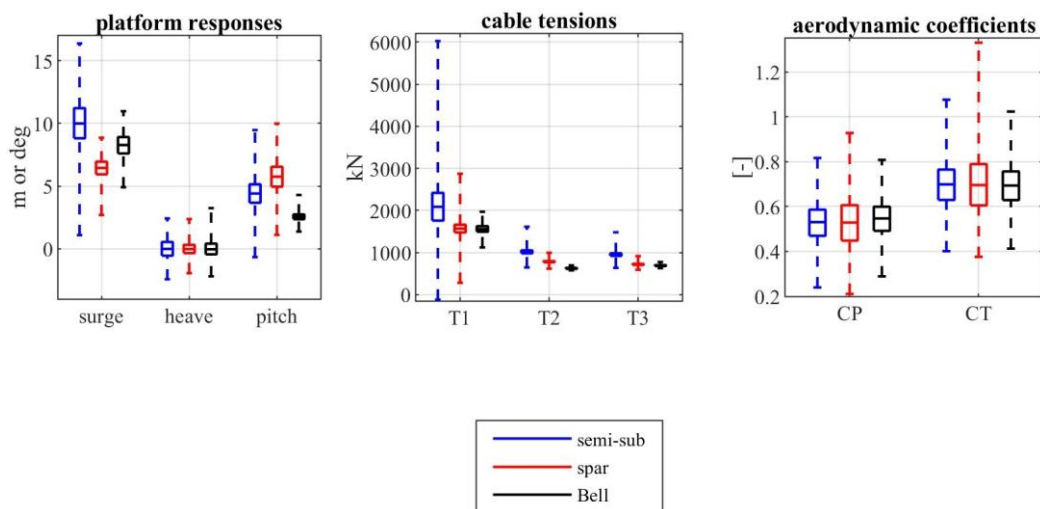 platform responses
15
10
5
0
m or deg
surge heave pitch
cable tensions
6000
5000
4000
3000
2000
1000
0
kN
T1 T2 T3
aerodynamic coefficients
1.2
1
0.8
0.6
0.4
0.2
[-]
CP CT
semi-sub
spar
Bell